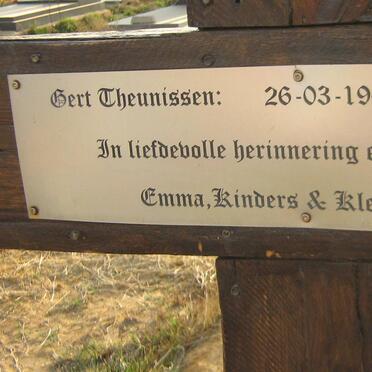 Gert Theunissen: 26-03-19
In liefdevolle herinnering
Emma, Kinders & Kle